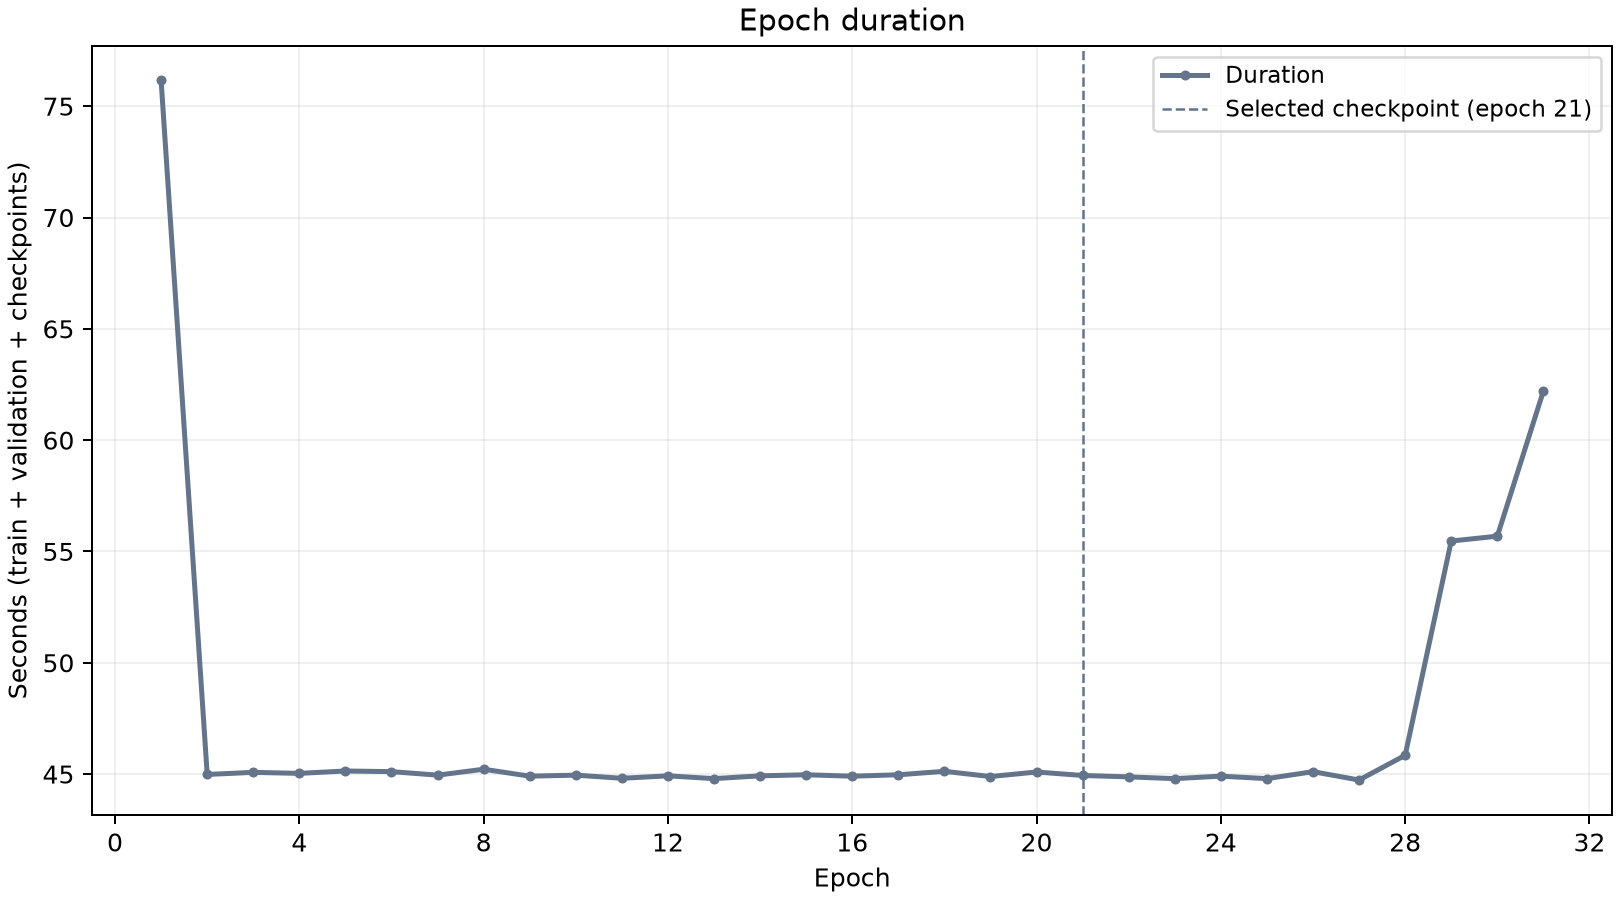 Epoch duration
Duration
Selected checkpoint (epoch 21)
Seconds (train + validation + checkpoints)
75
70
65
60
55
50
45
0 4 8 12 16 20 24 28 32
Epoch